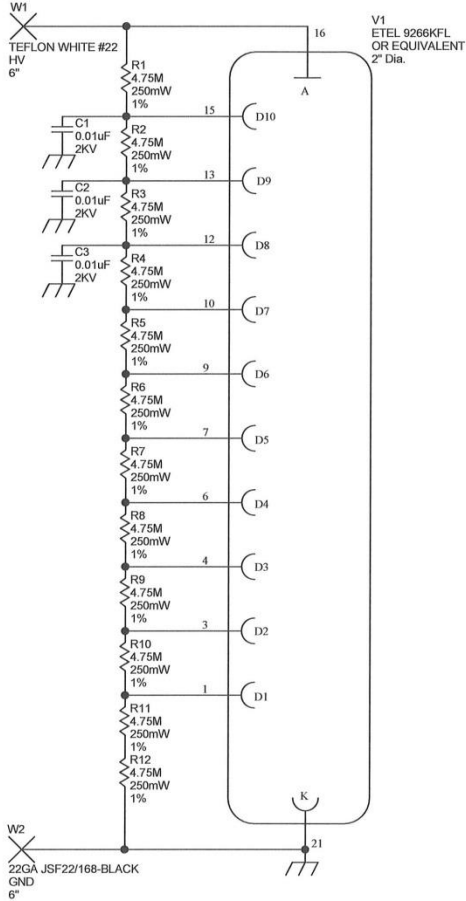 W1
TEFLON WHITE #22
HV
6"
16
V1
ETEL 9266KFL
OR EQUIVALENT
2" Dia.
A
R1
4.75M
250mW
1%
15
D10
C1
0.01uF
2KV
R2
4.75M
250mW
1%
13
D9
C2
0.01uF
2KV
R3
4.75M
250mW
1%
12
D8
C3
0.01uF
2KV
R4
4.75M
250mW
1%
10
D7
R5
4.75M
250mW
1%
9
D6
R6
4.75M
250mW
1%
7
D5
R7
4.75M
250mW
1%
6
D4
R8
4.75M
250mW
1%
4
D3
R9
4.75M
250mW
1%
3
D2
R10
4.75M
250mW
1%
1
D1
R11
4.75M
250mW
1%
R12
4.75M
250mW
1%
K
21
W2
22GA JSF22/168-BLACK
GND
6"